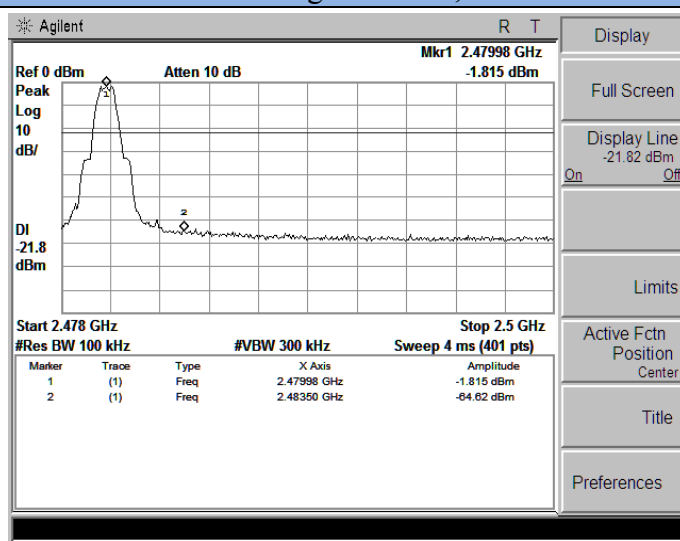 Agilent R T
Mkr1 2.47998 GHz
Ref 0 dBm Atten 10 dB -1.815 dBm
Peak
Log
10
dB/
1
2
DI
-21.8
dBm
Start 2.478 GHz Stop 2.5 GHz
#Res BW 100 kHz #VBW 300 kHz Sweep 4 ms (401 pts)
Marker Trace Type X Axis Amplitude
1 (1) Freq 2.47998 GHz -1.815 dBm
2 (1) Freq 2.48350 GHz -64.62 dBm
Display
Full Screen
Display Line
-21.82 dBm
On Off
Limits
Active Fctn
Position
Center
Title
Preferences